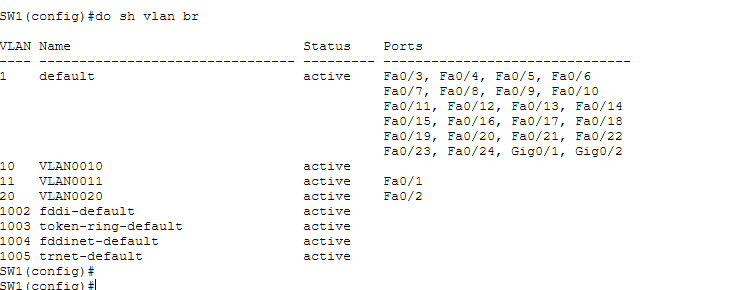 SW1(config)#do sh vlan br
VLAN Name                             Status    Ports
---- -------------------------------- --------- -------------------------------
1    default                          active    Fa0/3, Fa0/4, Fa0/5, Fa0/6
                                                Fa0/7, Fa0/8, Fa0/9, Fa0/10
                                                Fa0/11, Fa0/12, Fa0/13, Fa0/14
                                                Fa0/15, Fa0/16, Fa0/17, Fa0/18
                                                Fa0/19, Fa0/20, Fa0/21, Fa0/22
                                                Fa0/23, Fa0/24, Gig0/1, Gig0/2
10   VLAN0010                         active
11   VLAN0011                         active    Fa0/1
20   VLAN0020                         active    Fa0/2
1002 fddi-default                     active
1003 token-ring-default               active
1004 fddinet-default                  active
1005 trnet-default                    active
SW1(config)#
SW1(config)#